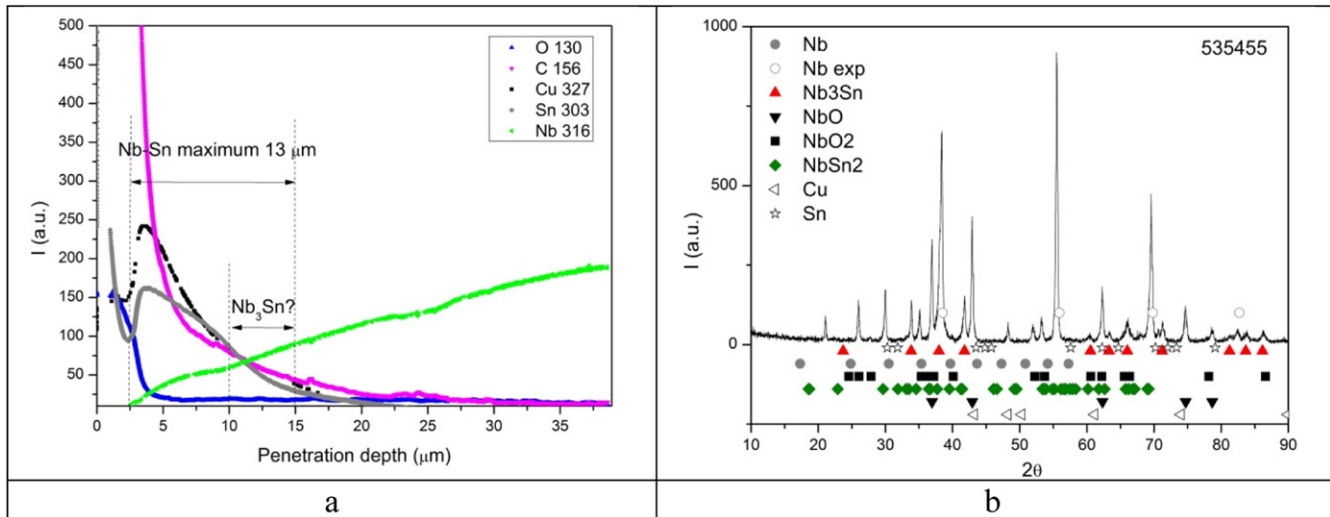 500
450
400
350
300
250
200
150
100
50
I (a.u.)
O 130
C 156
Cu 327
Sn 303
Nb 316
Nb-Sn maximum 13 μm
Nb3Sn?
0 5 10 15 20 25 30 35
Penetration depth (μm)
a
1000
500
0
I (a.u.)
535455
Nb
Nb exp
Nb3Sn
NbO
NbO2
NbSn2
Cu
Sn
10 20 30 40 50 60 70 80 90
2θ
b